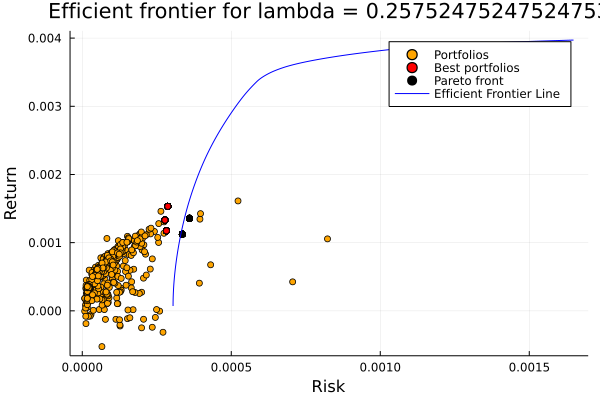 Efficient frontier for lambda = 0.2575247524752475
Portfolios
Best portfolios
Pareto front
Efficient Frontier Line
Return
0.004
0.003
0.002
0.001
0.000
0.0000
0.0005
0.0010
0.0015
Risk